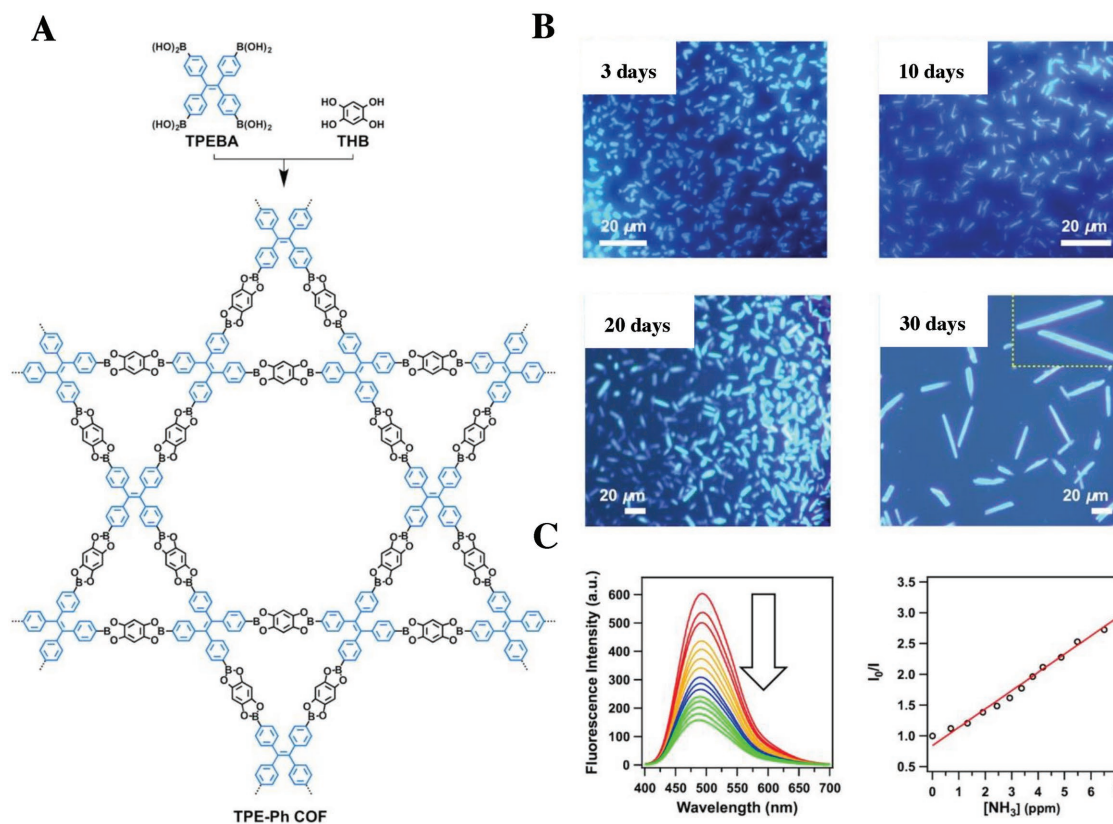 A
(HO)₂B
B(OH)₂
(HO)₂B
B(OH)₂
TPEBA
HO
OH
HO
OH
THB
TPE-Ph COF
B
3 days
20 μm
10 days
20 μm
20 days
20 μm
30 days
20 μm
C
Fluorescence Intensity (a.u.)
600
500
400
300
200
100
0
400 450 500 550 600 650 700
Wavelength (nm)
I₀/I
3.5
3.0
2.5
2.0
1.5
1.0
0.5
0 1 2 3 4 5 6
[NH₃] (ppm)